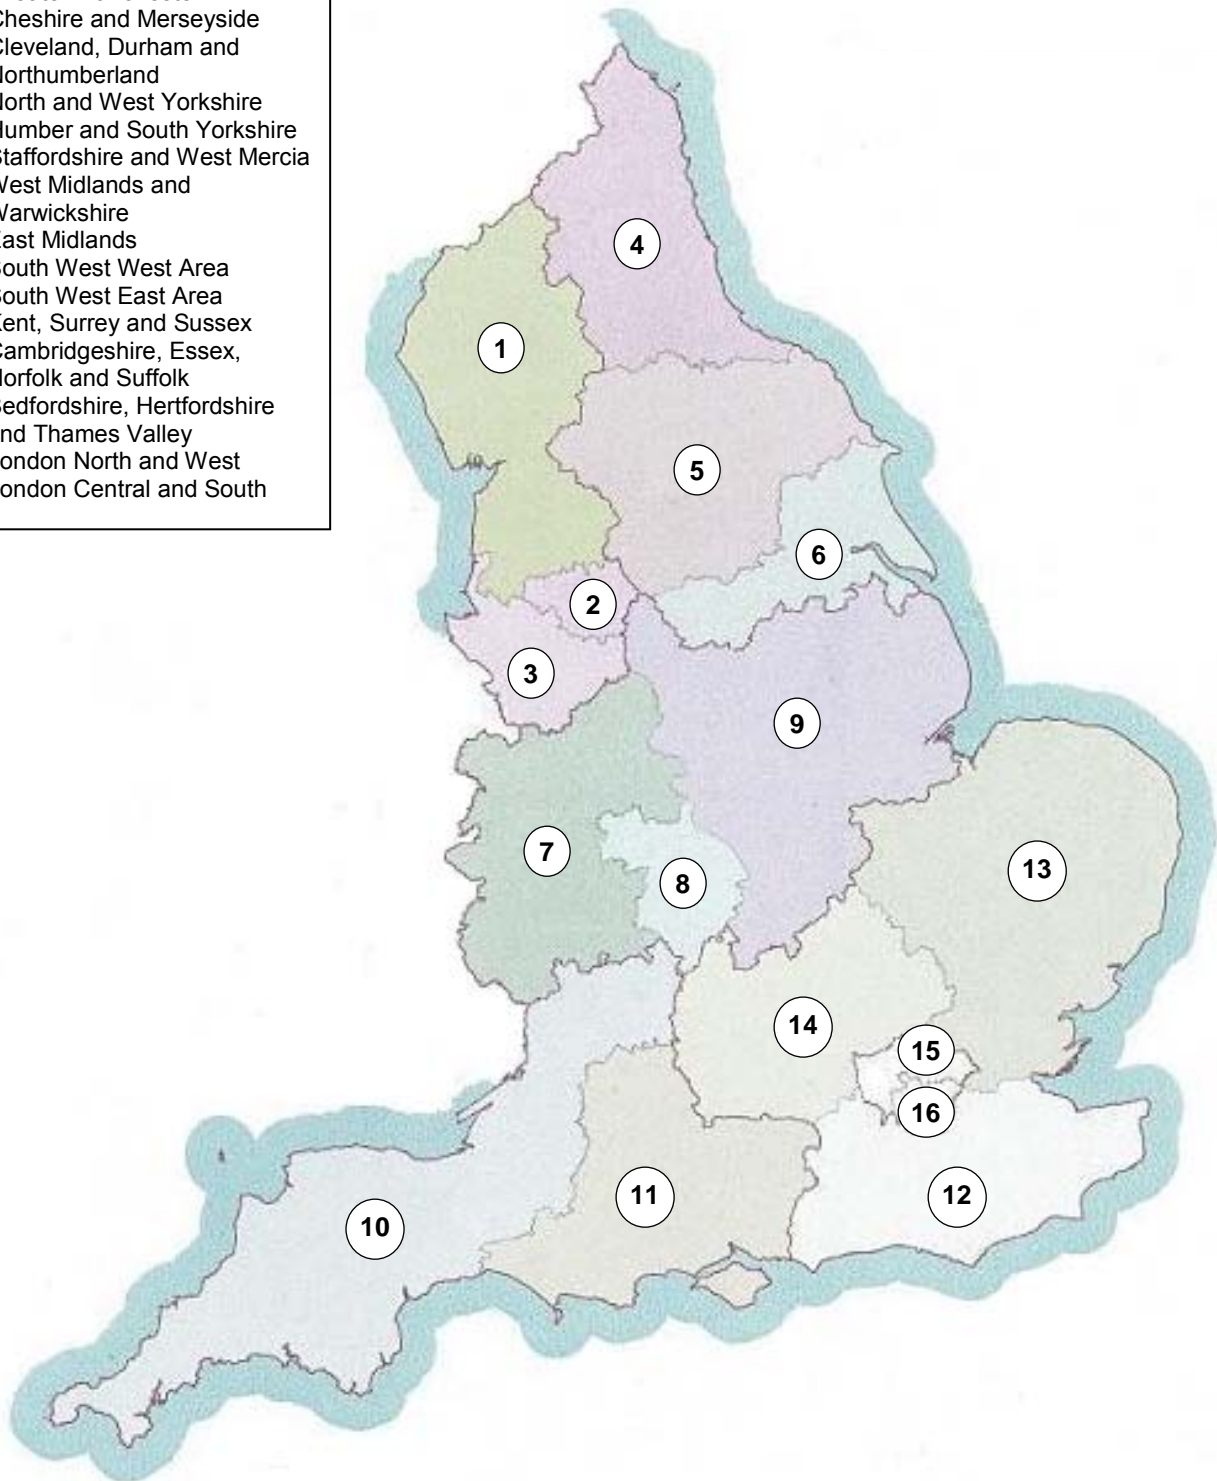 Cheshire and Merseyside
Cleveland, Durham and
Northumberland
North and West Yorkshire
Humber and South Yorkshire
Staffordshire and West Mercia
West Midlands and
Warwickshire
East Midlands
South West West Area
South West East Area
Kent, Surrey and Sussex
Cambridgeshire, Essex,
Norfolk and Suffolk
Bedfordshire, Hertfordshire
and Thames Valley
London North and West
London Central and South
4
1
5
6
2
3
9
7
13
8
14
15
16
11
12
10